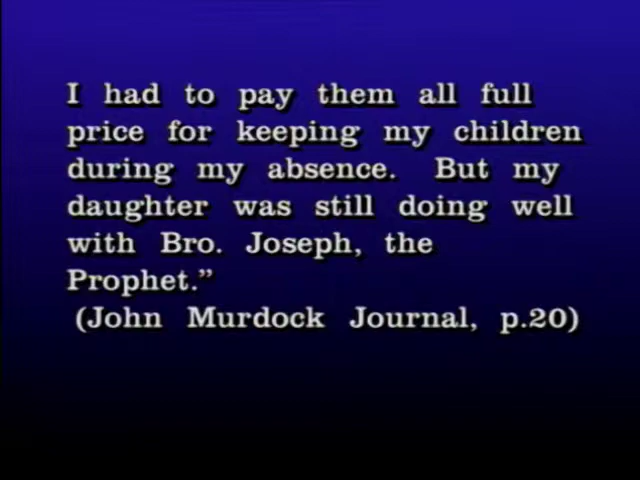 I had to pay them all full
price for keeping my children
during my absence. But my
daughter was still doing well
with Bro. Joseph, the
Prophet.”
(John Murdock Journal, p.20)